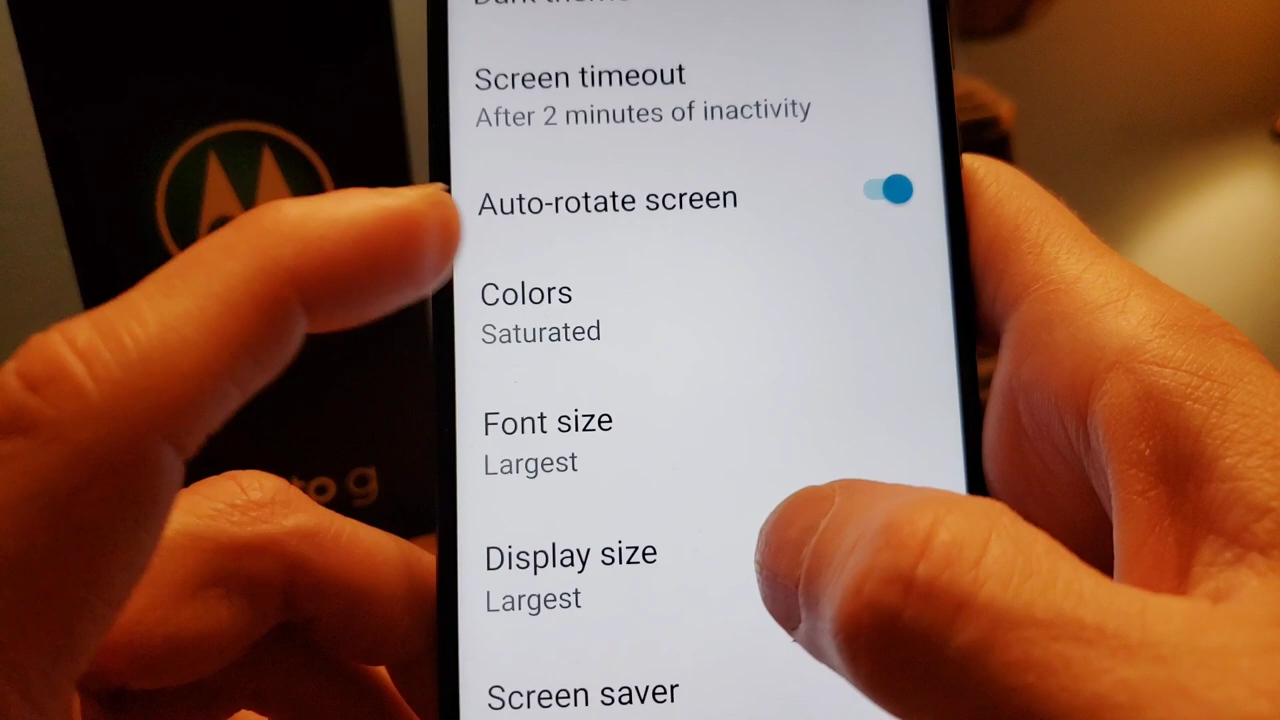 Screen timeout
After 2 minutes of inactivity
Auto-rotate screen
Colors
Saturated
Font size
Largest
Display size
Largest
Screen saver
to g